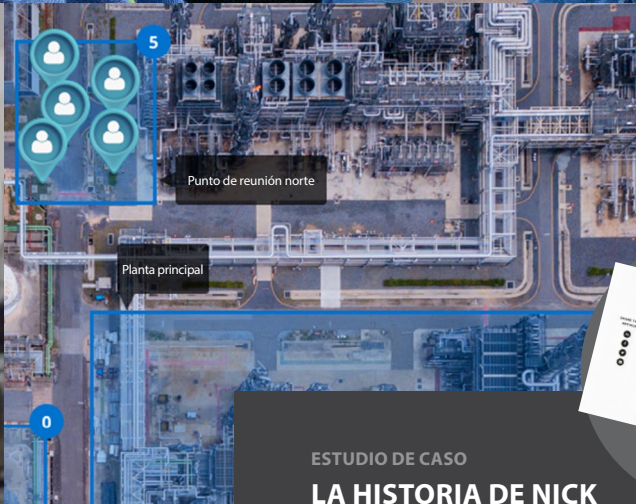 5
Punto de reunión norte
Planta principal
0
ESTUDIO DE CASO
LA HISTORIA DE NICK